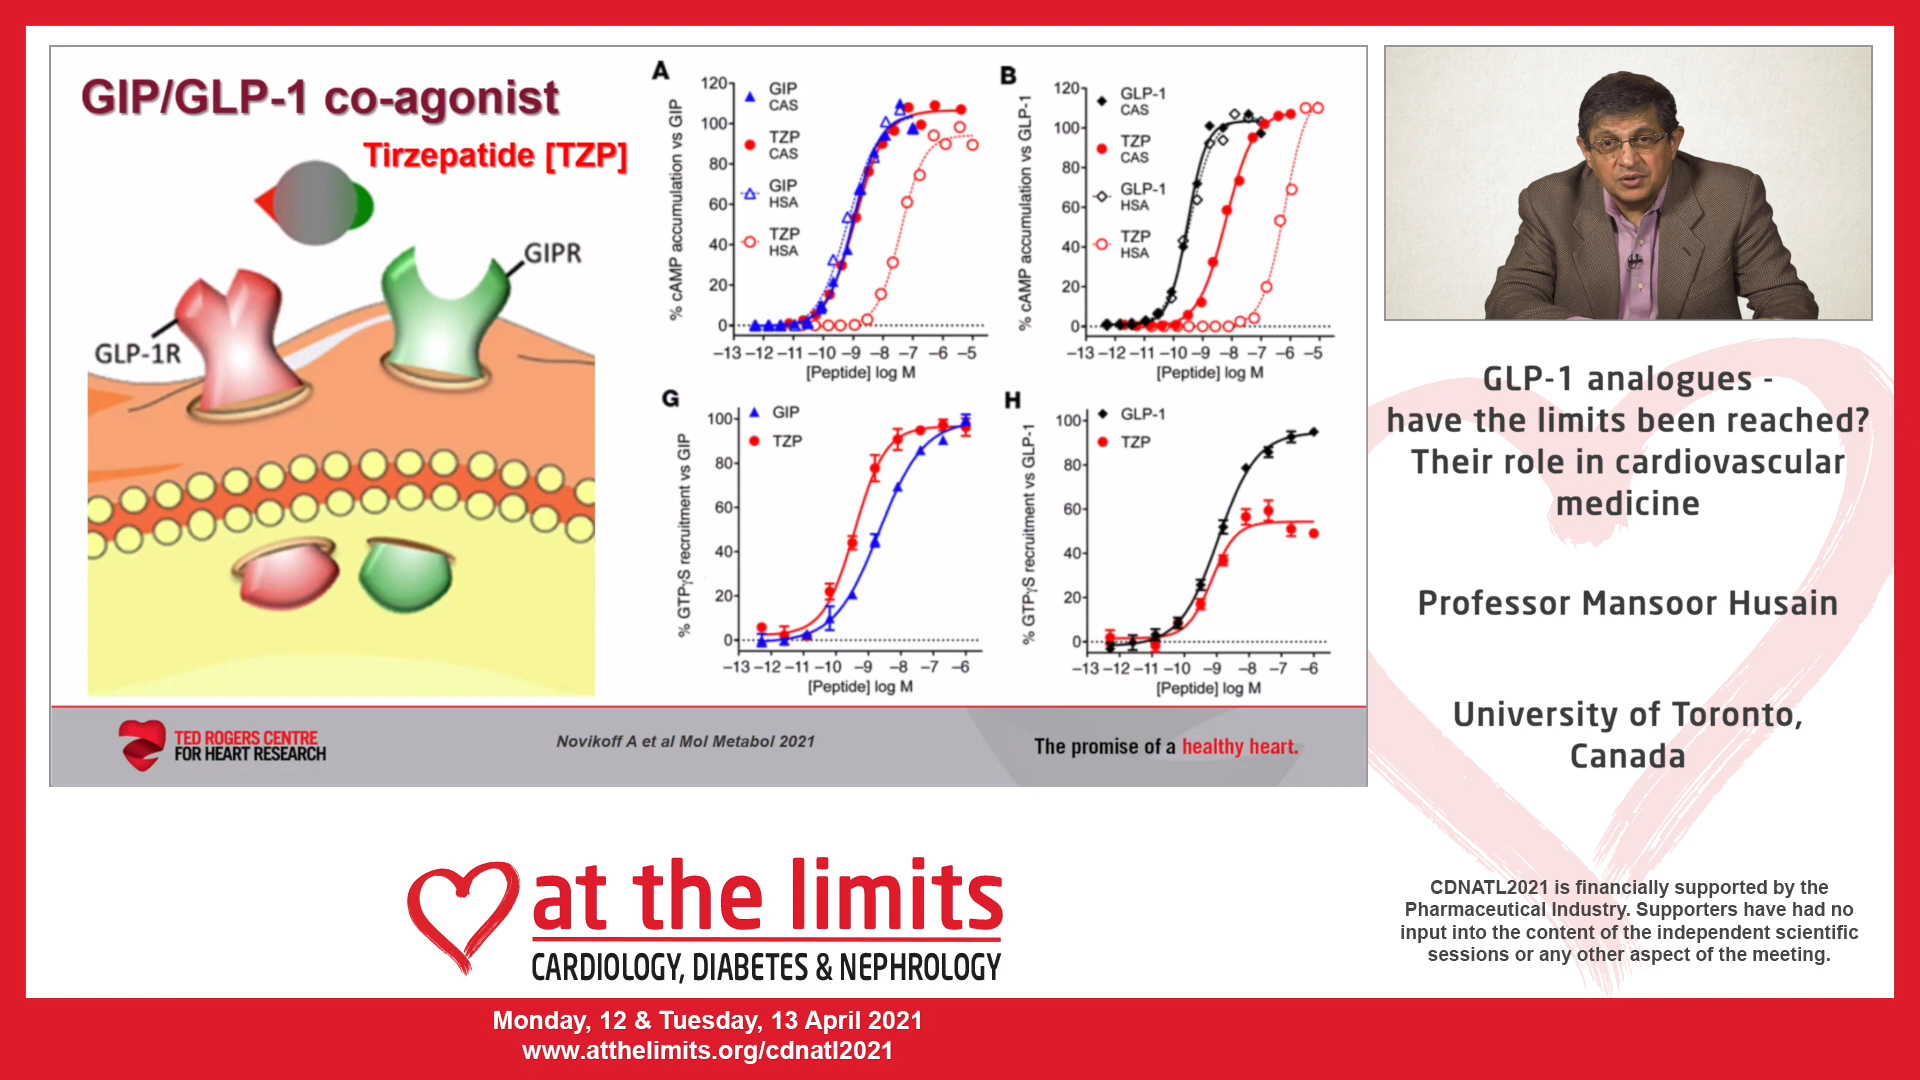 GIP/GLP-1 co-agonist
Tirzepatide [TZP]
GLP-1R
GIPR
A
% cAMP accumulation vs GIP
120
100
80
60
40
20
0
GIP
CAS
TZP
CAS
GIP
HSA
TZP
HSA
−13 −12 −11 −10 −9 −8 −7 −6 −5
[Peptide] log M
B
% cAMP accumulation vs GLP-1
120
100
80
60
40
20
0
GLP-1
CAS
TZP
CAS
GLP-1
HSA
TZP
HSA
−13 −12 −11 −10 −9 −8 −7 −6 −5
[Peptide] log M
G
% GTPγS recruitment vs GIP
100
80
60
40
20
0
GIP
TZP
−13 −12 −11 −10 −9 −8 −7 −6
[Peptide] log M
H
% GTPγS recruitment vs GLP-1
100
80
60
40
20
0
GLP-1
TZP
−13 −12 −11 −10 −9 −8 −7 −6
[Peptide] log M
TED ROGERS CENTRE
FOR HEART RESEARCH
Novikoff A et al Mol Metabol 2021
The promise of a healthy heart.
GLP-1 analogues -
have the limits been reached?
Their role in cardiovascular
medicine
Professor Mansoor Husain
University of Toronto,
Canada
CDNATL2021 is financially supported by the
Pharmaceutical Industry. Supporters have had no
input into the content of the independent scientific
sessions or any other aspect of the meeting.
at the limits
CARDIOLOGY, DIABETES & NEPHROLOGY
Monday, 12 & Tuesday, 13 April 2021
www.atthelimits.org/cdnatl2021